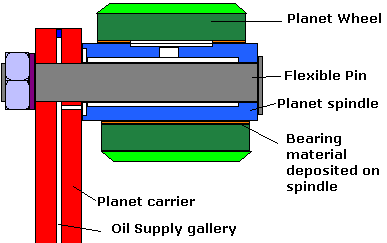 Planet Wheel
Flexible Pin
Planet spindle
Bearing
material
deposited on
spindle
Planet carrier
Oil Supply gallery